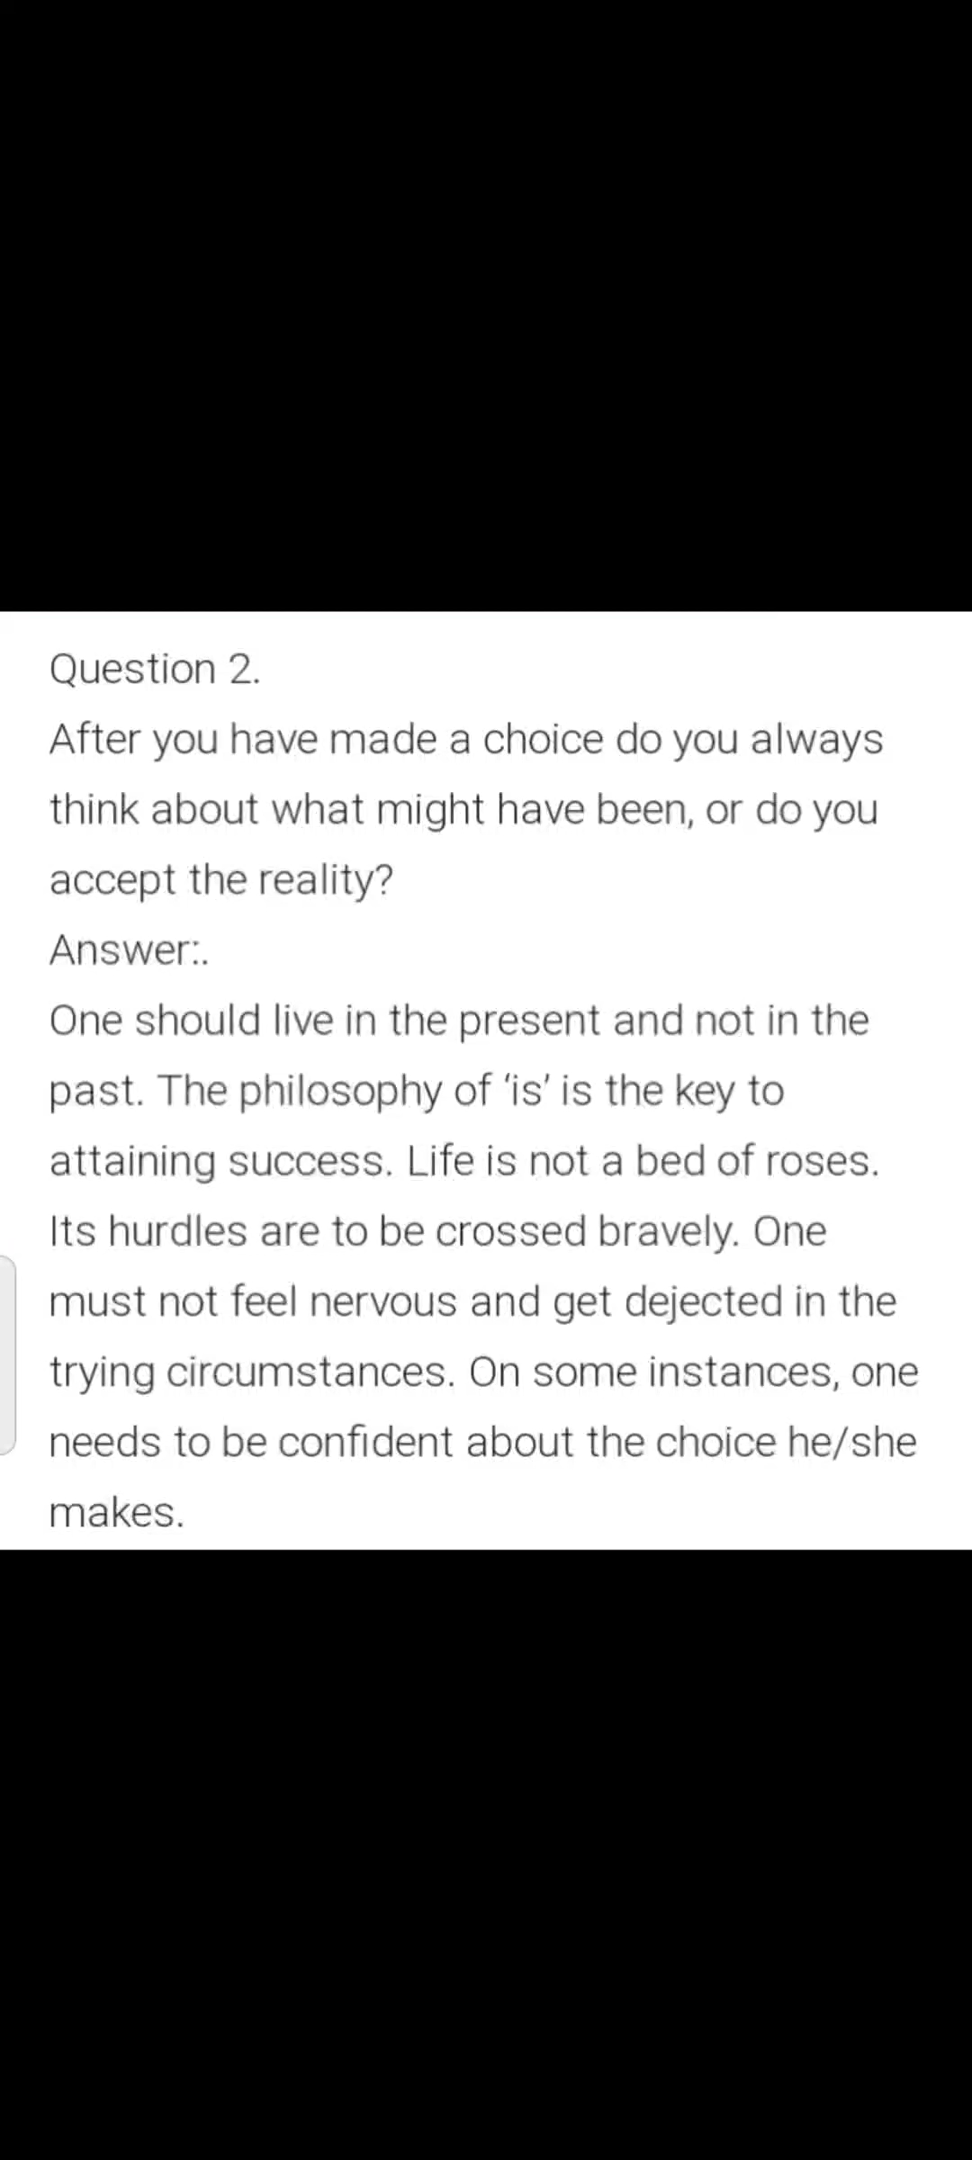 Question 2.
After you have made a choice do you always
think about what might have been, or do you
accept the reality?
Answer:.
One should live in the present and not in the
past. The philosophy of ‘is’ is the key to
attaining success. Life is not a bed of roses.
Its hurdles are to be crossed bravely. One
must not feel nervous and get dejected in the
trying circumstances. On some instances, one
needs to be confident about the choice he/she
makes.